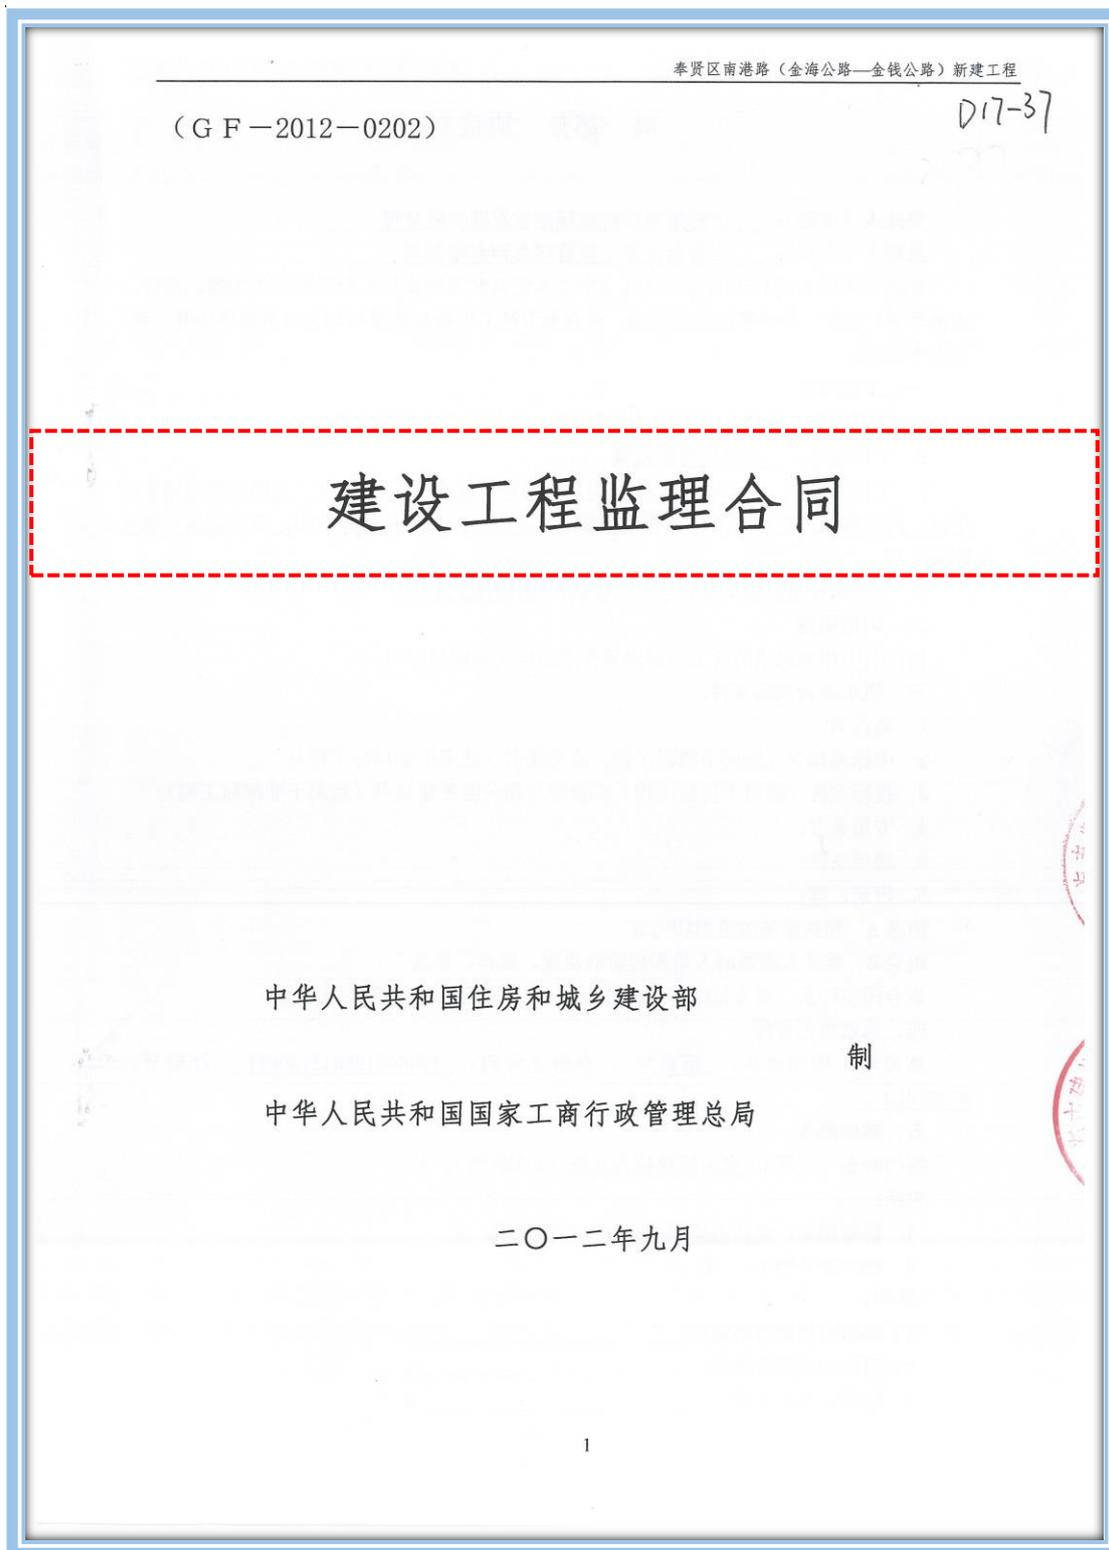 奉贤区南港路（金海公路—金钱公路）新建工程
D17-37
（GF－2012－0202）
建设工程监理合同
中华人民共和国住房和城乡建设部
制
中华人民共和国国家工商行政管理总局
二〇一二年九月
1